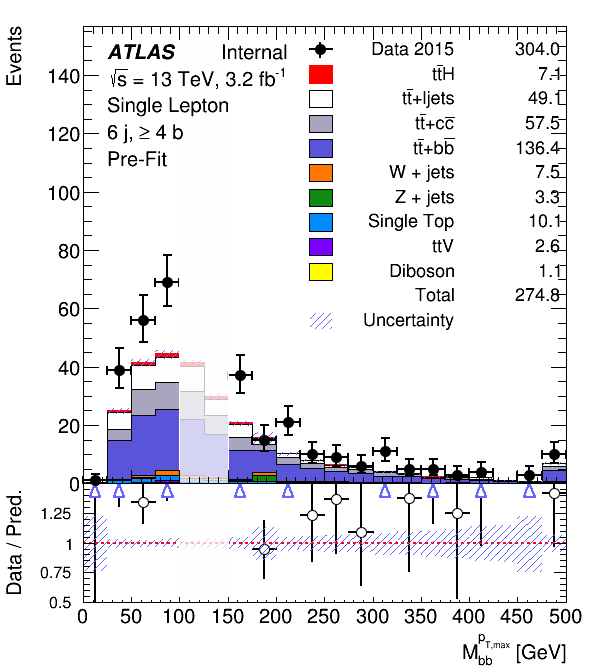 Events
ATLAS Internal
√s = 13 TeV, 3.2 fb-1
Single Lepton
6 j, ≥ 4 b
Pre-Fit
Data 2015 304.0
tt̄H 7.1
tt̄+ljets 49.1
tt̄+cc̄ 57.5
tt̄+bb̄ 136.4
W + jets 7.5
Z + jets 3.3
Single Top 10.1
ttV 2.6
Diboson 1.1
Total 274.8
Uncertainty
140
120
100
80
60
40
20
0
Data / Pred.
1.25
1
0.75
0.5
0 50 100 150 200 250 300 350 400 450 500
M_bb^pT,max [GeV]